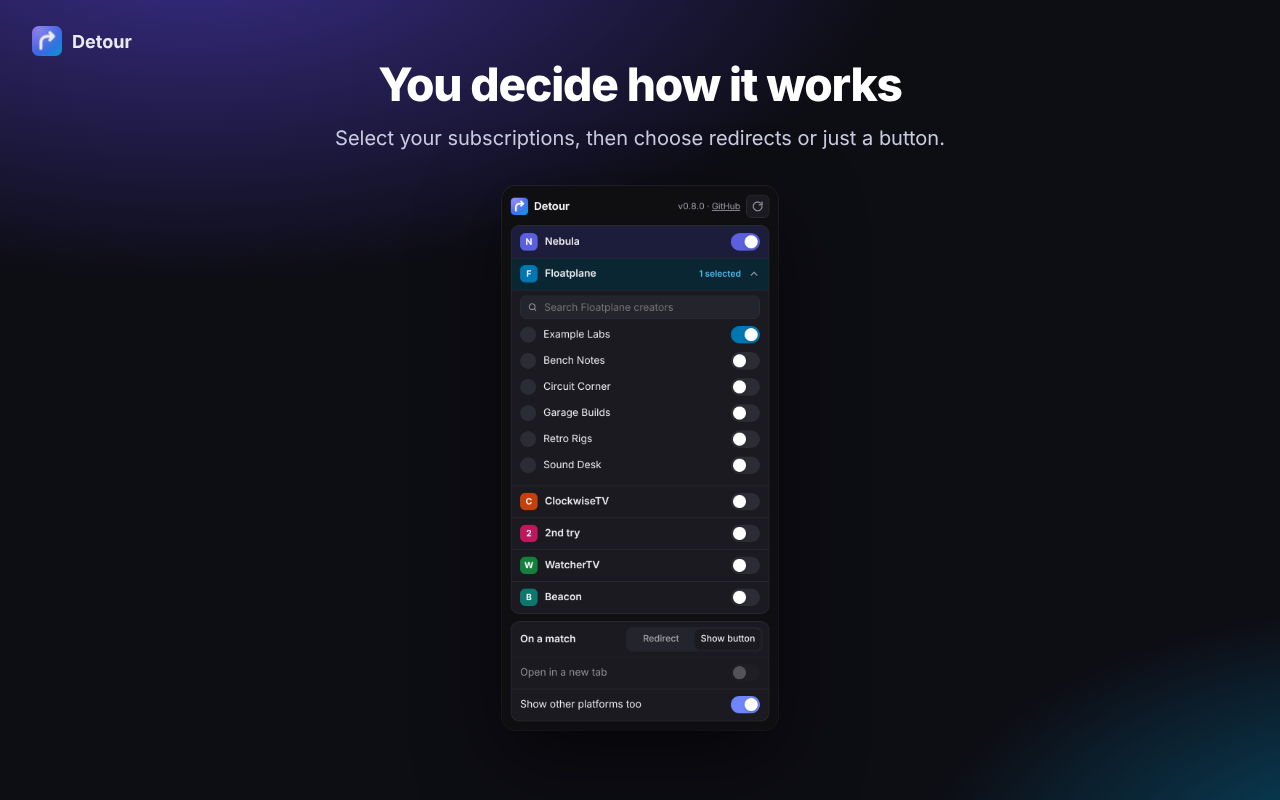 Detour
You decide how it works
Select your subscriptions, then choose redirects or just a button.
Detour v0.8.0 · GitHub
N Nebula
F Floatplane 1 selected
Search Floatplane creators
Example Labs
Bench Notes
Circuit Corner
Garage Builds
Retro Rigs
Sound Desk
C ClockwiseTV
2 2nd try
W WatcherTV
B Beacon
On a match Redirect Show button
Open in a new tab
Show other platforms too